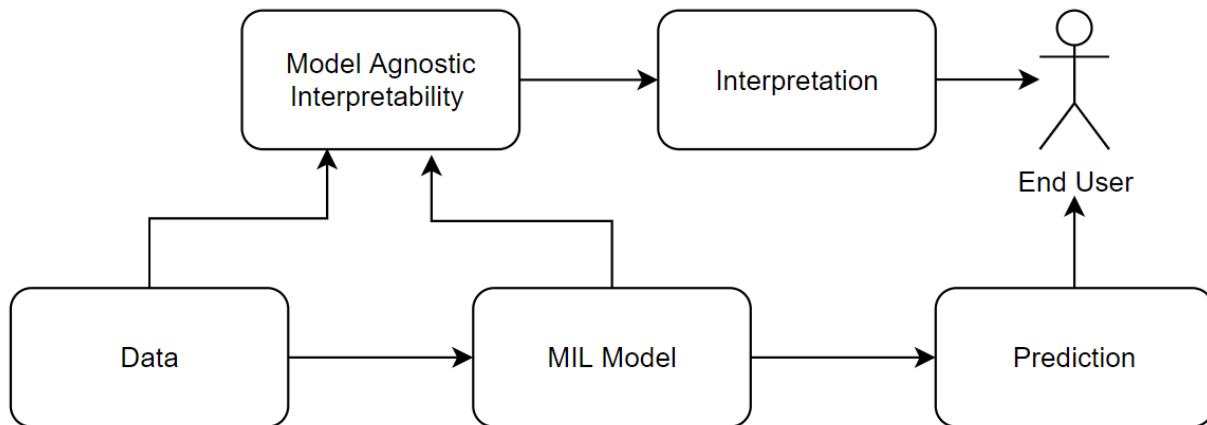 Model Agnostic
Interpretability
Interpretation
End User
Data
MIL Model
Prediction